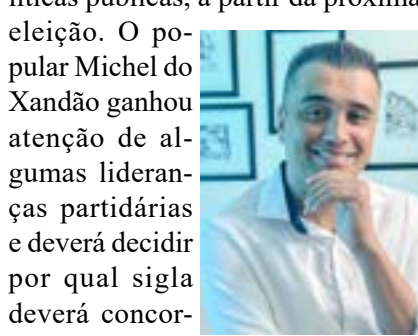 líticas públicas, a partir da próxima
eleição. O po-
pular Michel do
Xandão ganhou
atenção de al-
gumas lideran-
ças partidárias
e deverá decidir
por qual sigla
deverá concor-